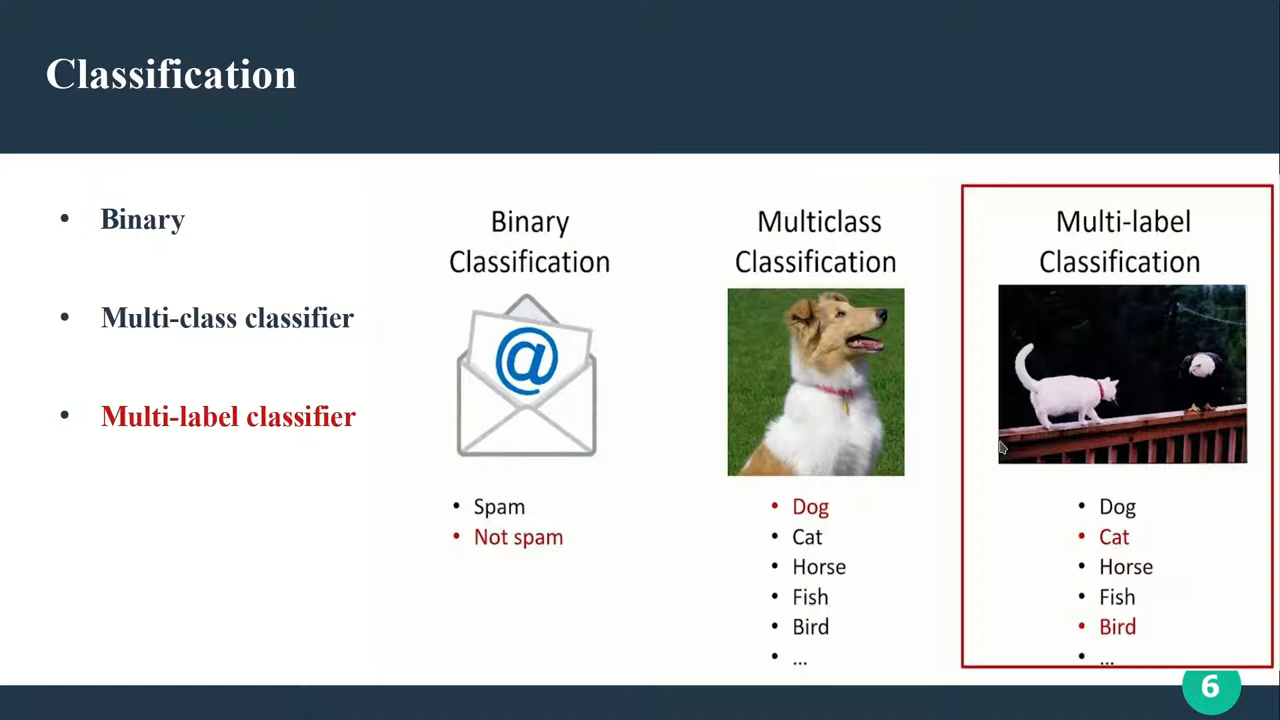 Classification
• Binary
• Multi-class classifier
• Multi-label classifier
Binary
Classification
@
• Spam
• Not spam
Multiclass
Classification
• Dog
• Cat
• Horse
• Fish
• Bird
• ...
Multi-label
Classification
• Dog
• Cat
• Horse
• Fish
• Bird
• ...
6